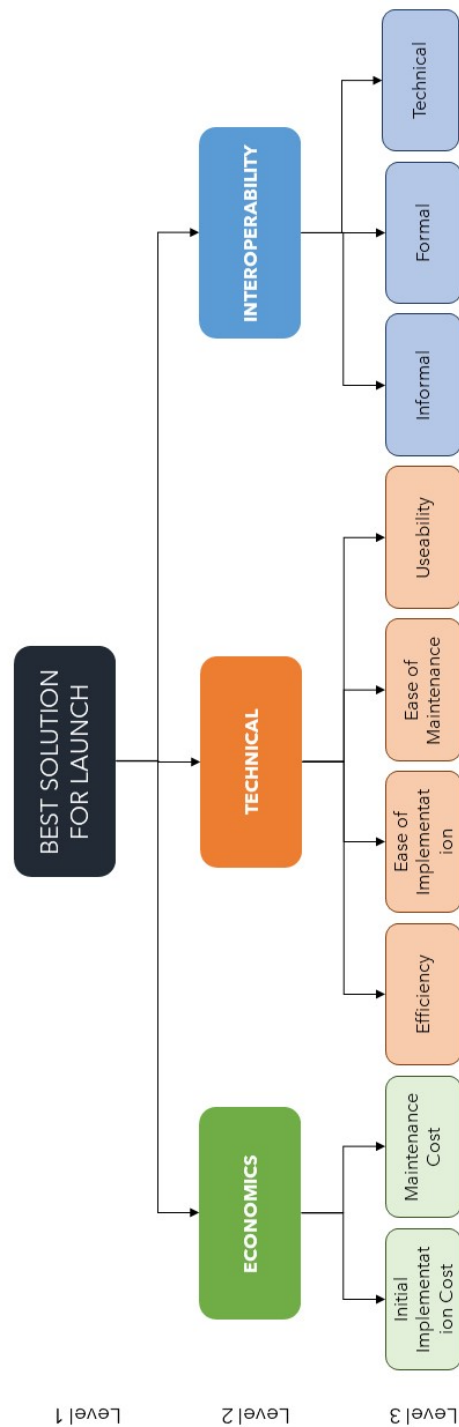 Level 1
BEST SOLUTION
FOR LAUNCH
Level 2
ECONOMICS
TECHNICAL
INTEROPERABILITY
Level 3
Initial
Implementat
ion Cost
Maintenance
Cost
Efficiency
Ease of
Implementat
ion
Ease of
Maintenance
Useability
Informal
Formal
Technical